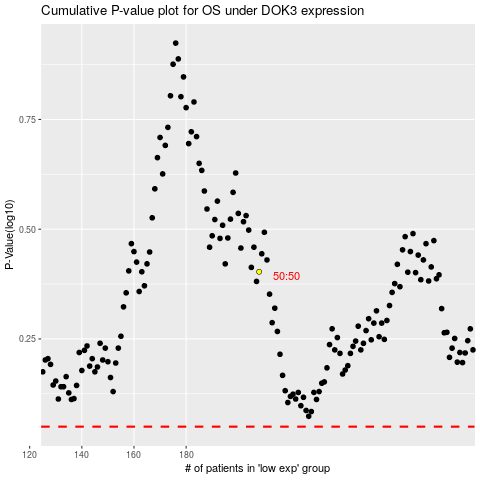 Cumulative P-value plot for OS under DOK3 expression
P-Value(log10)
0.75
0.50
0.25
50:50
120 140 160 180
# of patients in 'low exp' group